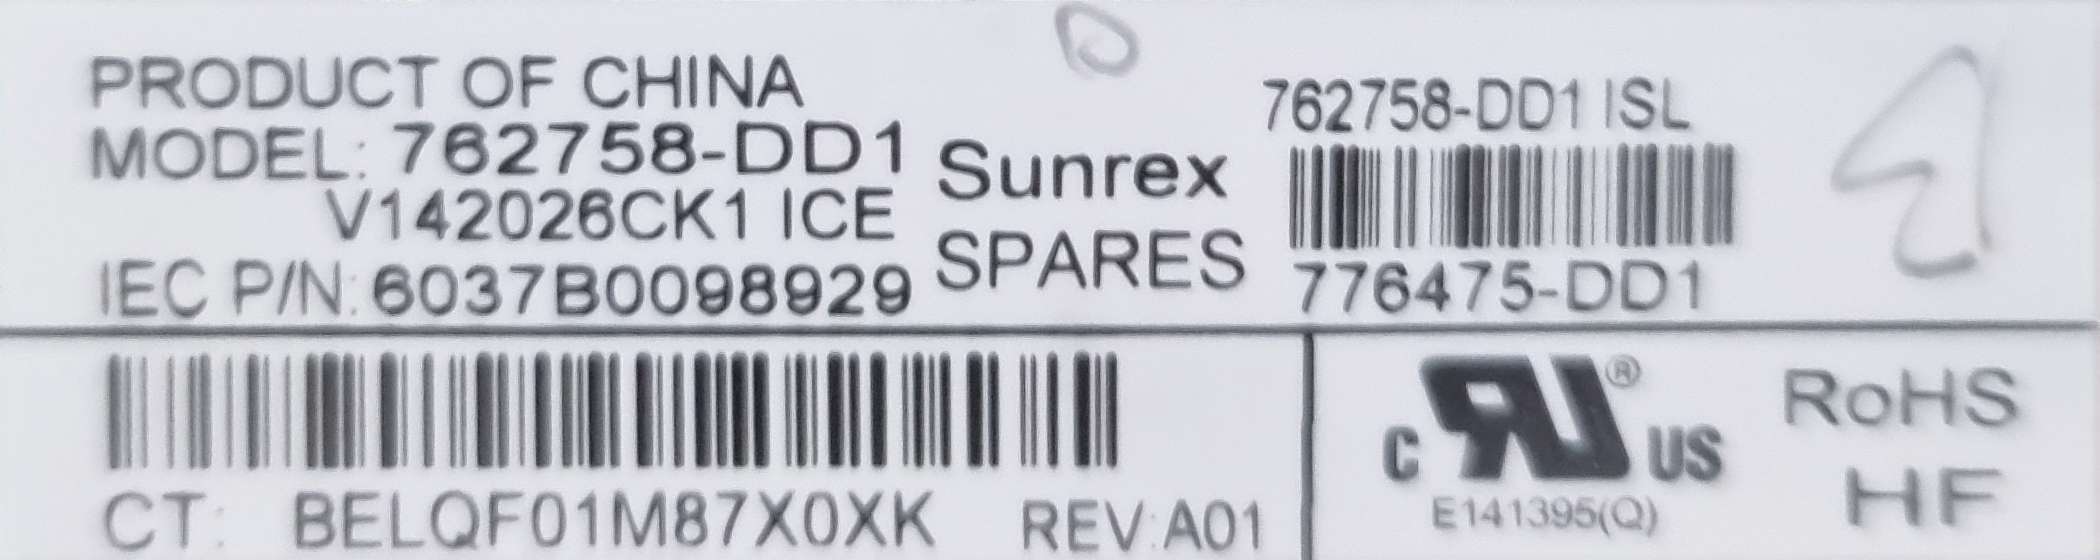 PRODUCT OF CHINA
MODEL: 762758-DD1
V142026CK1 ICE
IEC P/N: 6037B0098929
Sunrex
SPARES
762758-DD1 ISL
776475-DD1
CT: BELQF01M87X0XK REV:A01
C RU® US
E141395(Q)
RoHS
HF